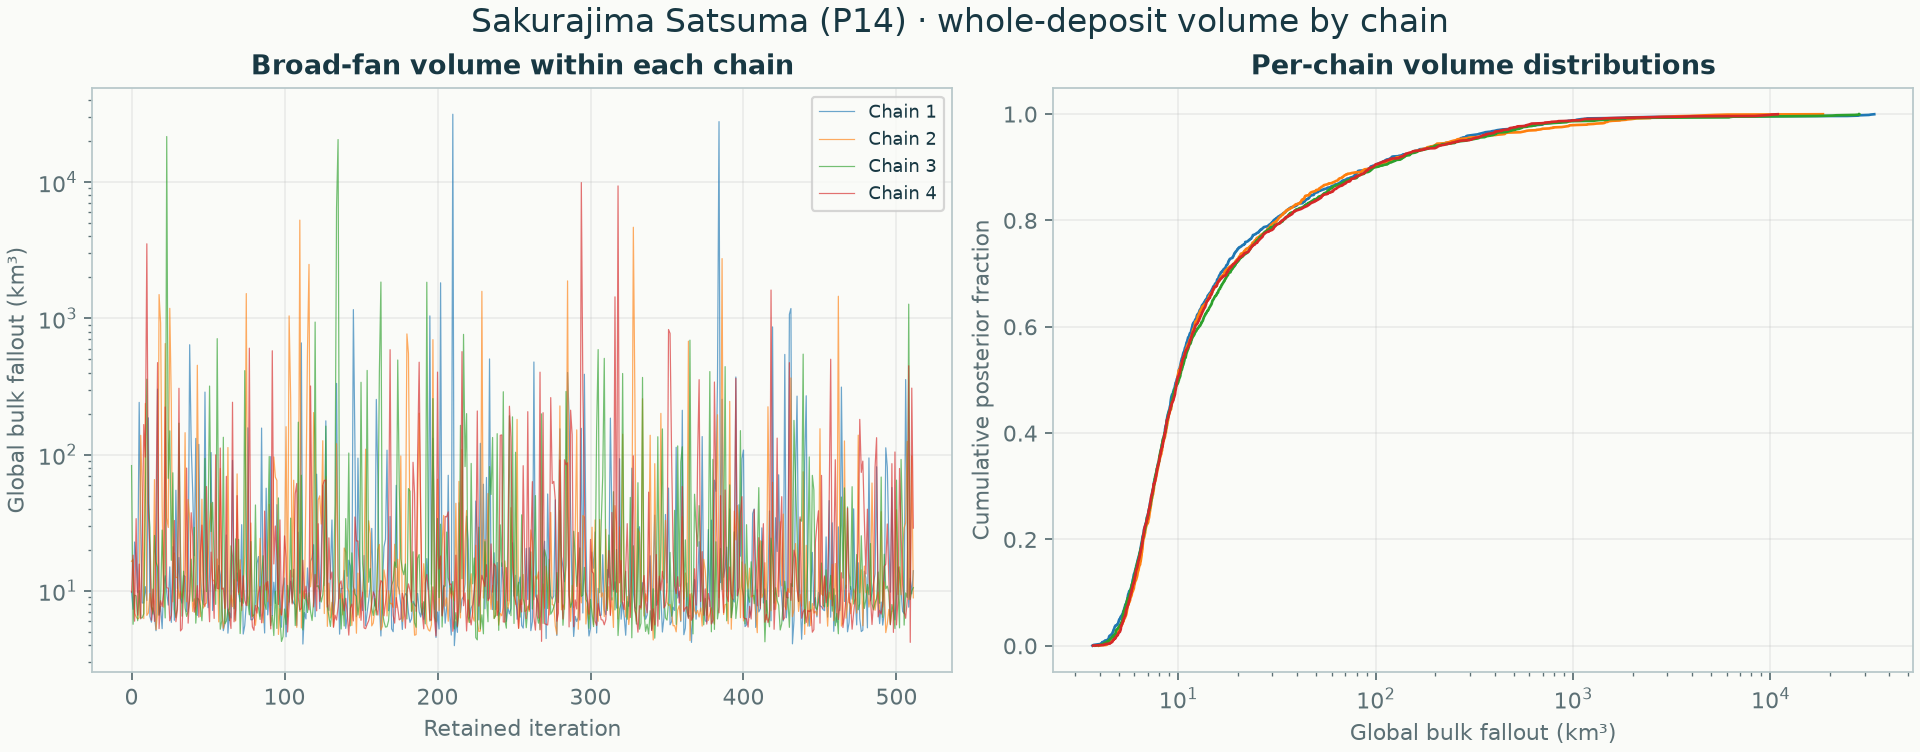 Sakurajima Satsuma (P14) · whole-deposit volume by chain
Broad-fan volume within each chain
Global bulk fallout (km³)
10⁴
10³
10²
10¹
Chain 1
Chain 2
Chain 3
Chain 4
0
100
200
300
400
500
Retained iteration
Per-chain volume distributions
Cumulative posterior fraction
1.0
0.8
0.6
0.4
0.2
0.0
10¹
10²
10³
10⁴
Global bulk fallout (km³)